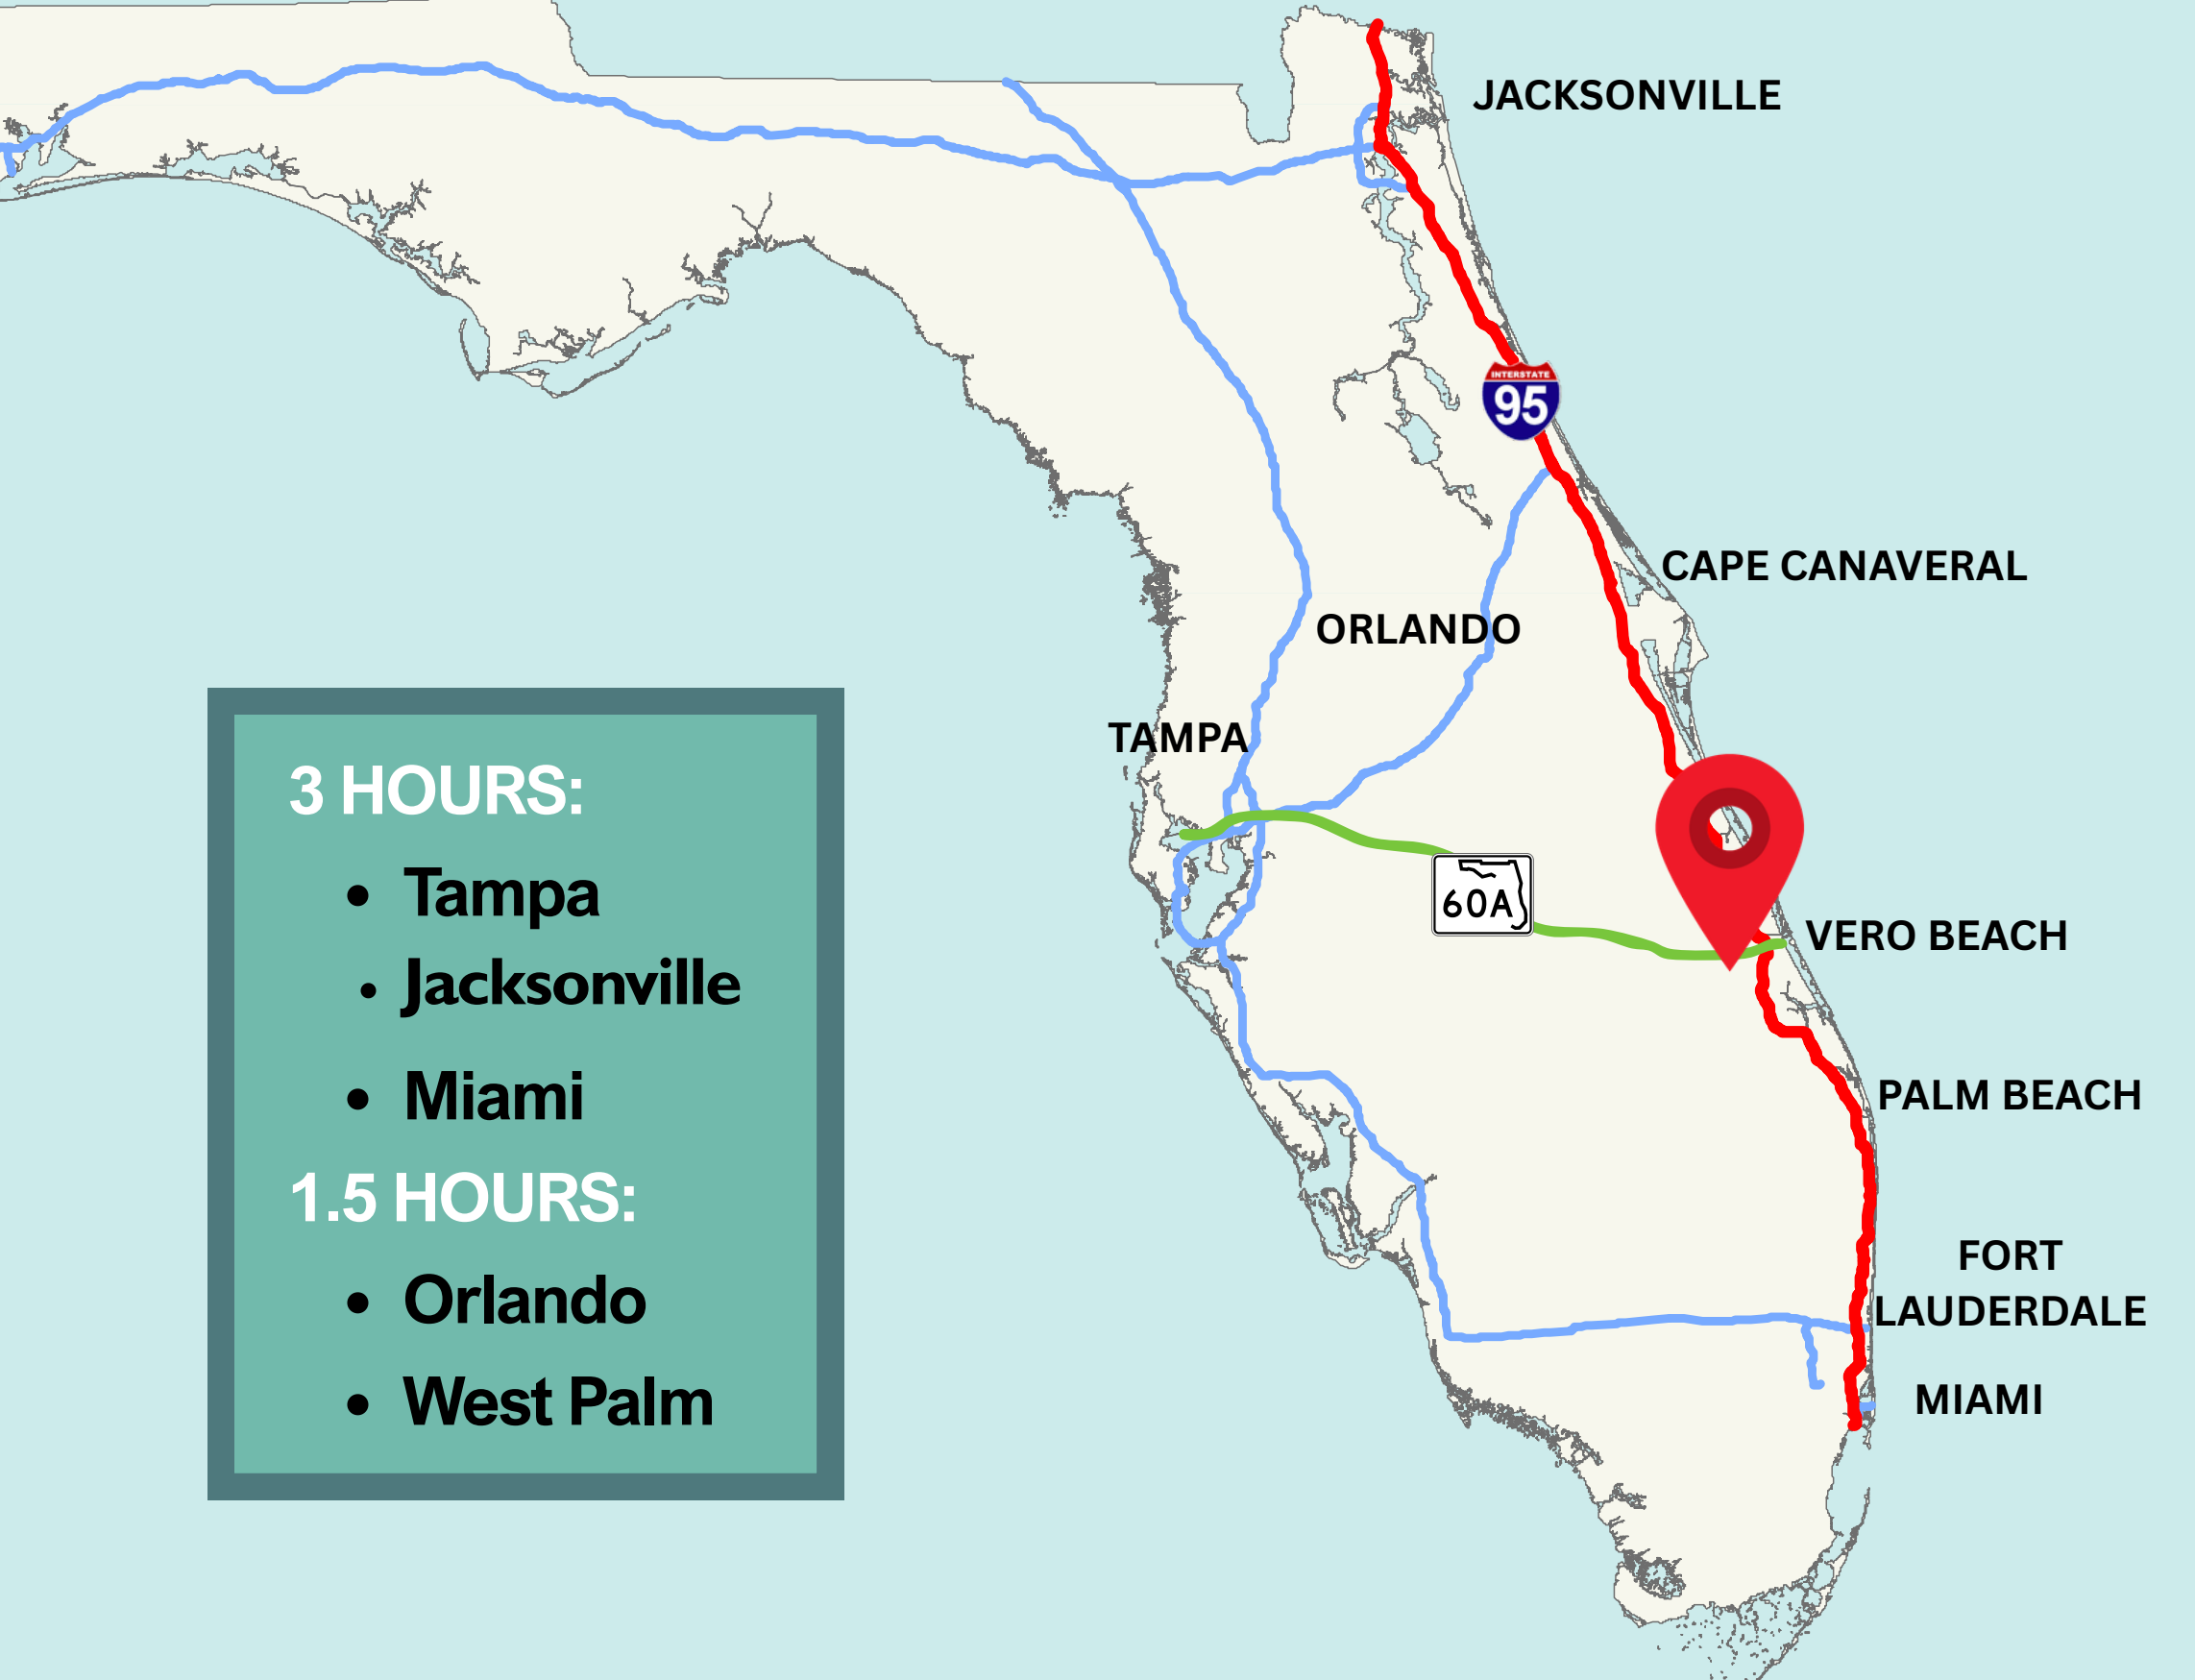 JACKSONVILLE
INTERSTATE
95
CAPE CANAVERAL
ORLANDO
TAMPA
60A
VERO BEACH
PALM BEACH
FORT
LAUDERDALE
MIAMI
3 HOURS:
• Tampa
• Jacksonville
• Miami
1.5 HOURS:
• Orlando
• West Palm